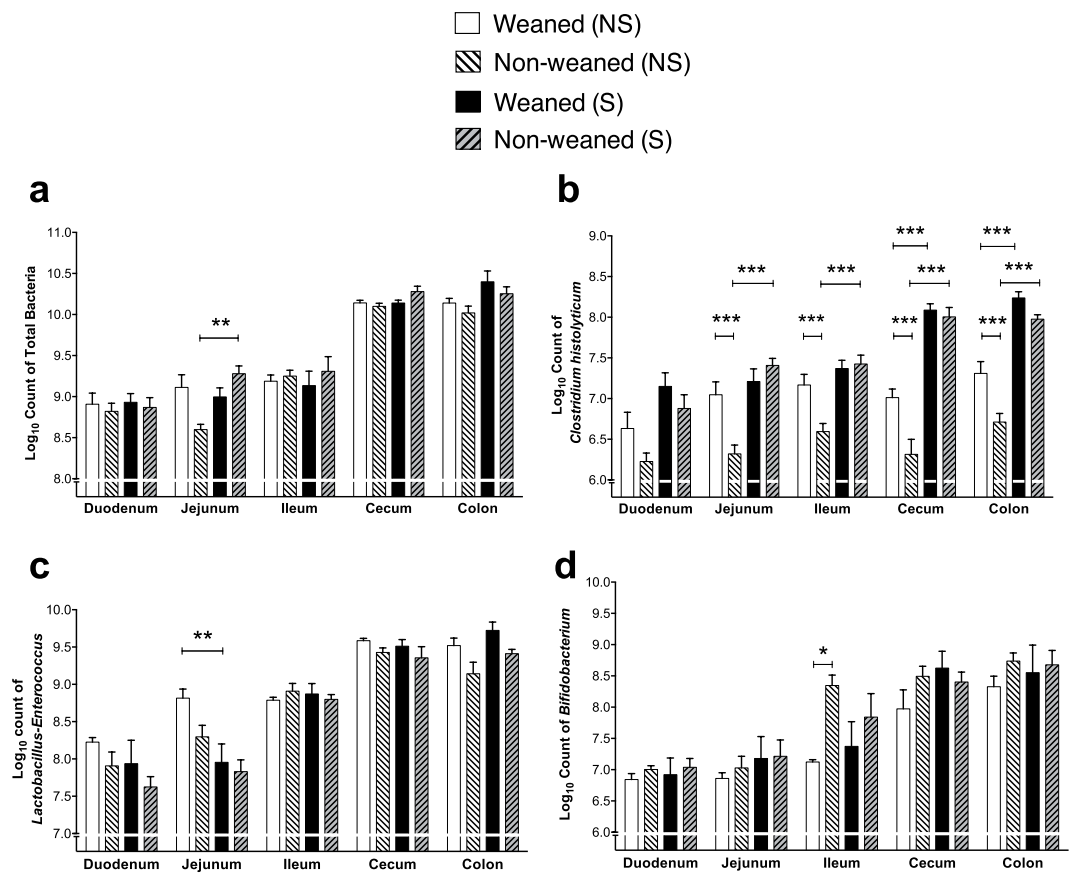 Weaned (NS)
Non-weaned (NS)
Weaned (S)
Non-weaned (S)
a
Log10 Count of Total Bacteria
11.0
10.5
10.0
9.5
9.0
8.5
8.0
**
Duodenum Jejunum Ileum Cecum Colon
b
Log10 Count of
Clostridium histolyticum
9.0
8.5
8.0
7.5
7.0
6.5
6.0
*** *** *** *** *** *** *** *** *** ***
Duodenum Jejunum Ileum Cecum Colon
c
Log10 count of
Lactobacillus-Enterococcus
10.0
9.5
9.0
8.5
8.0
7.5
7.0
**
Duodenum Jejunum Ileum Cecum Colon
d
Log10 Count of Bifidobacterium
10.0
9.5
9.0
8.5
8.0
7.5
7.0
6.5
6.0
*
Duodenum Jejunum Ileum Cecum Colon